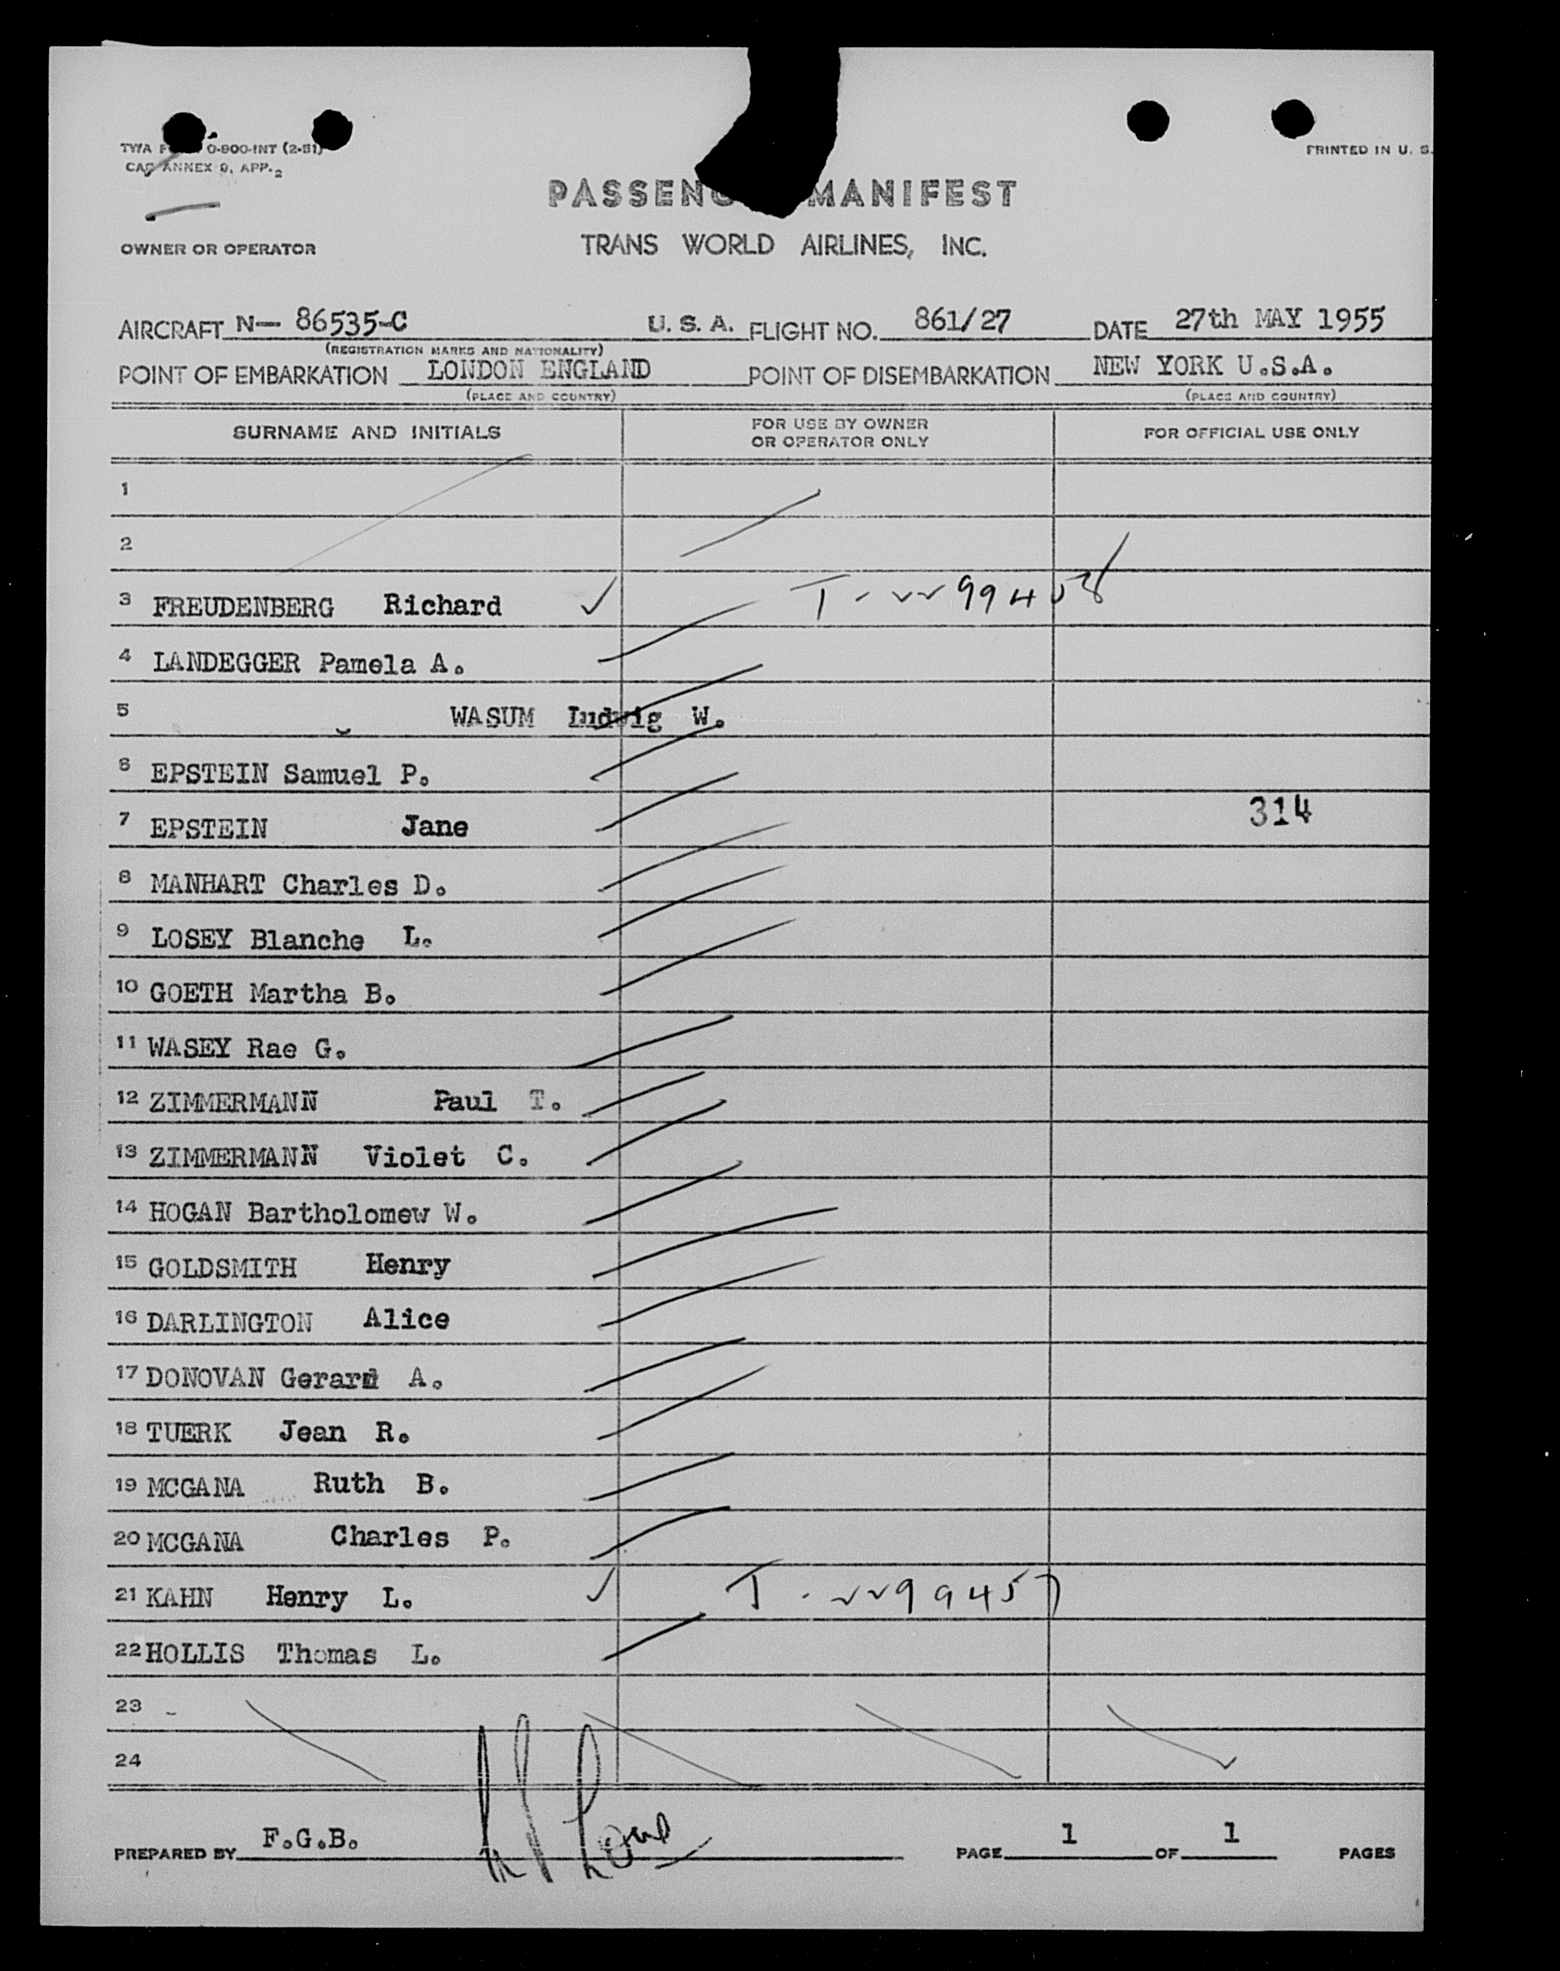 TWA F 0-800-INT (2-51)
CAB ANNEX 9, APP. 2
PRINTED IN U. S.
PASSENG MANIFEST
OWNER OR OPERATOR
TRANS WORLD AIRLINES, INC.
AIRCRAFT N— 86535-C U. S. A. FLIGHT NO. 861/27 DATE 27th MAY 1955
(REGISTRATION MARKS AND NATIONALITY)
POINT OF EMBARKATION LONDON ENGLAND POINT OF DISEMBARKATION NEW YORK U.S.A.
(PLACE AND COUNTRY) (PLACE AND COUNTRY)
SURNAME AND INITIALS FOR USE BY OWNER OR OPERATOR ONLY FOR OFFICIAL USE ONLY
1
2
3 FREUDENBERG Richard ✓
4 LANDEGGER Pamela A.
5 WASUM Ludwig W.
6 EPSTEIN Samuel P.
7 EPSTEIN Jane 314
8 MANHART Charles D.
9 LOSEY Blanche L.
10 GOETH Martha B.
11 WASEY Rae G.
12 ZIMMERMANN Paul T.
13 ZIMMERMANN Violet C.
14 HOGAN Bartholomew W.
15 GOLDSMITH Henry
16 DARLINGTON Alice
17 DONOVAN Gerard A.
18 TUERK Jean R.
19 MCGANA Ruth B.
20 MCGANA Charles P.
21 KAHN Henry L. ✓
22 HOLLIS Thomas L.
23 -
24
PREPARED BY F.G.B. PAGE 1 OF 1 PAGES